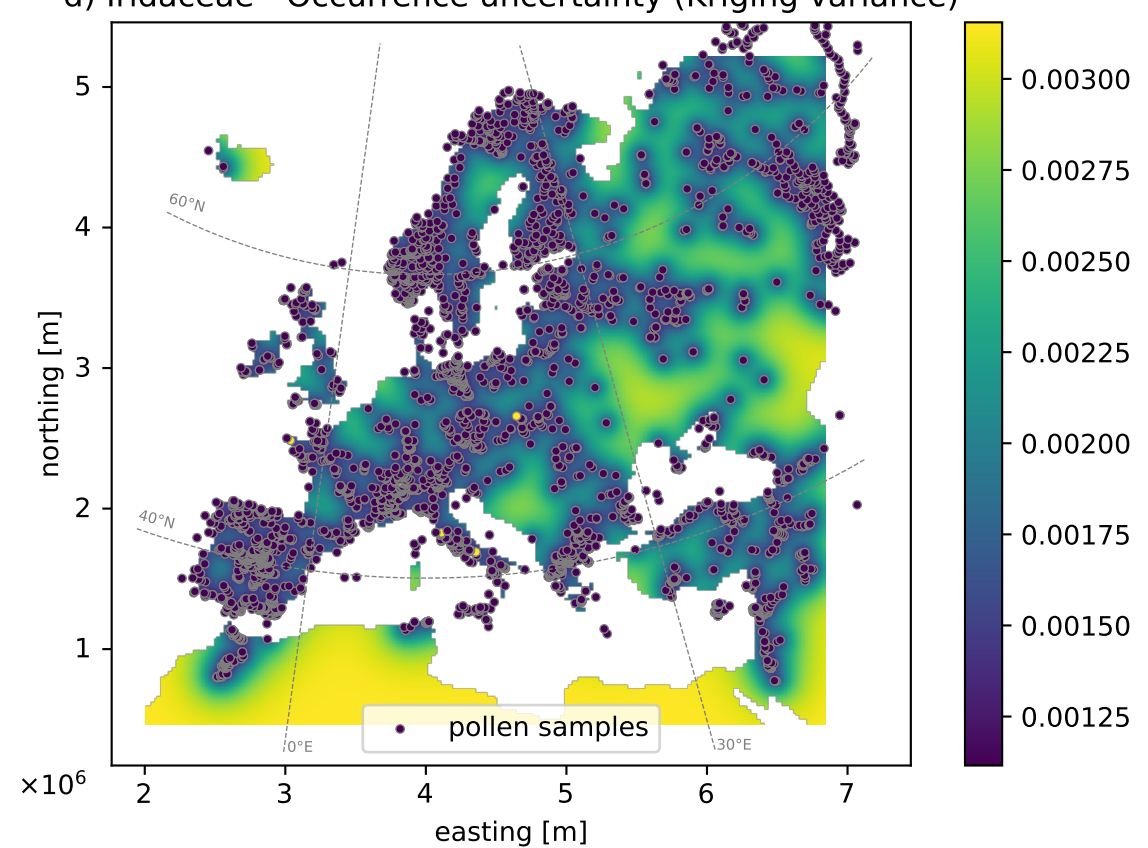 d) Iridaceae - Occurrence uncertainty (Kriging variance)
5
4
3
2
1
northing [m]
×10⁶
2
3
4
5
6
7
easting [m]
60°N
40°N
0°E
30°E
pollen samples
0.00300
0.00275
0.00250
0.00225
0.00200
0.00175
0.00150
0.00125